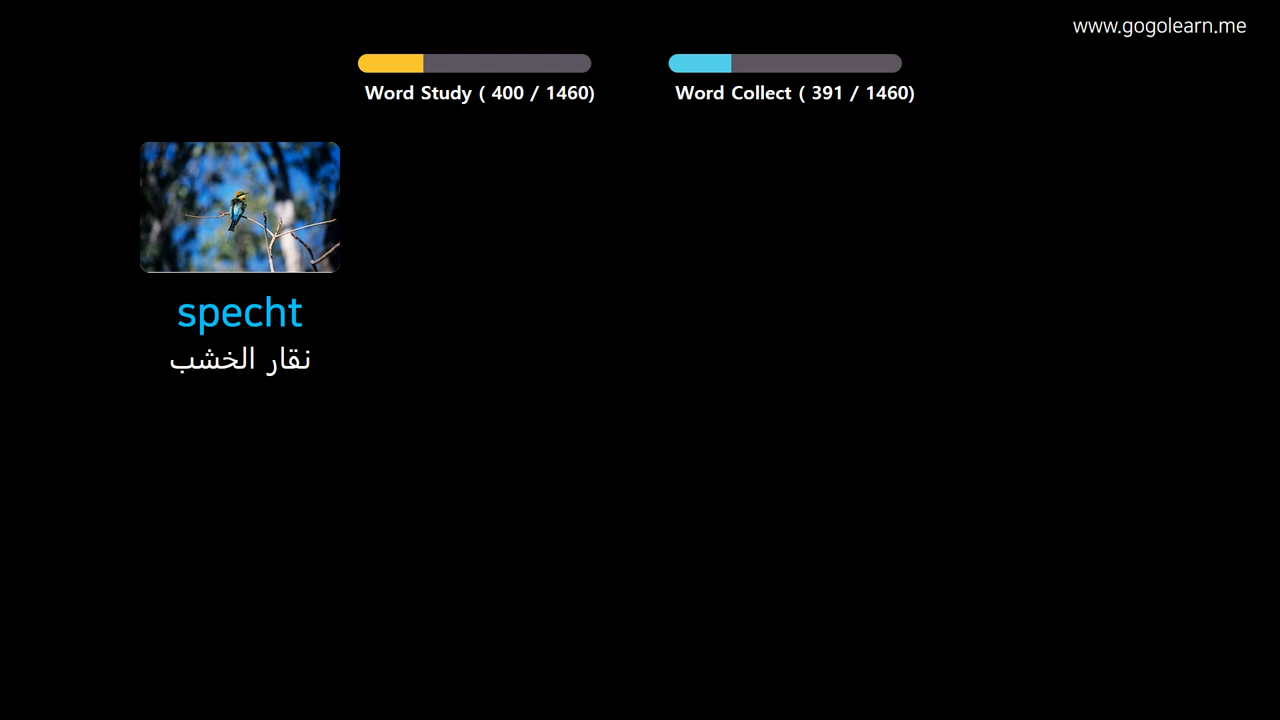 www.gogolearn.me
Word Study ( 400 / 1460)
Word Collect ( 391 / 1460)
specht
نقار الخشب